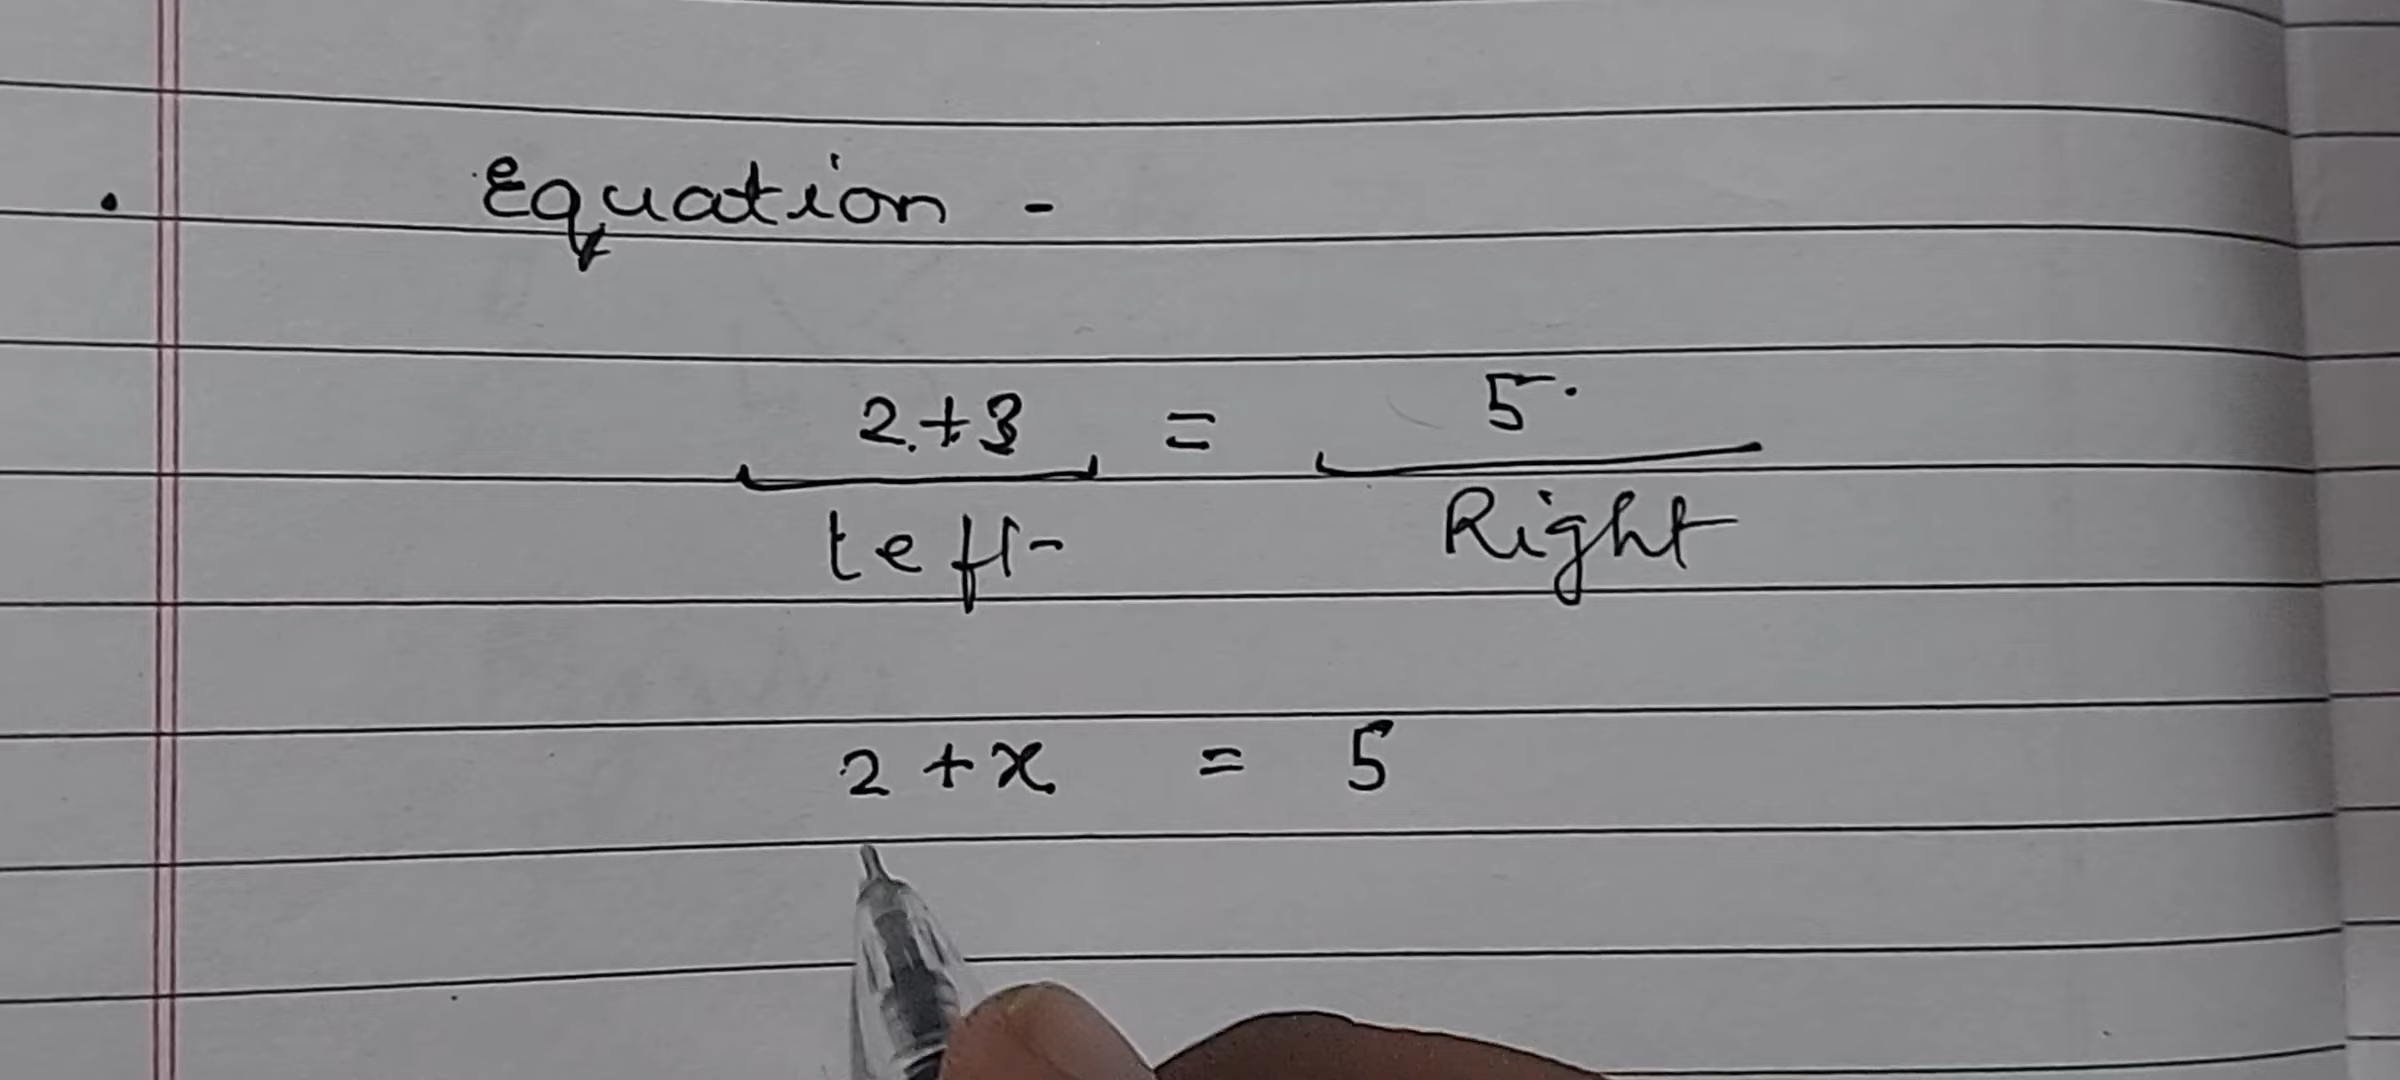 Equation -
2+3 = 5.
Left Right
2 + x = 5